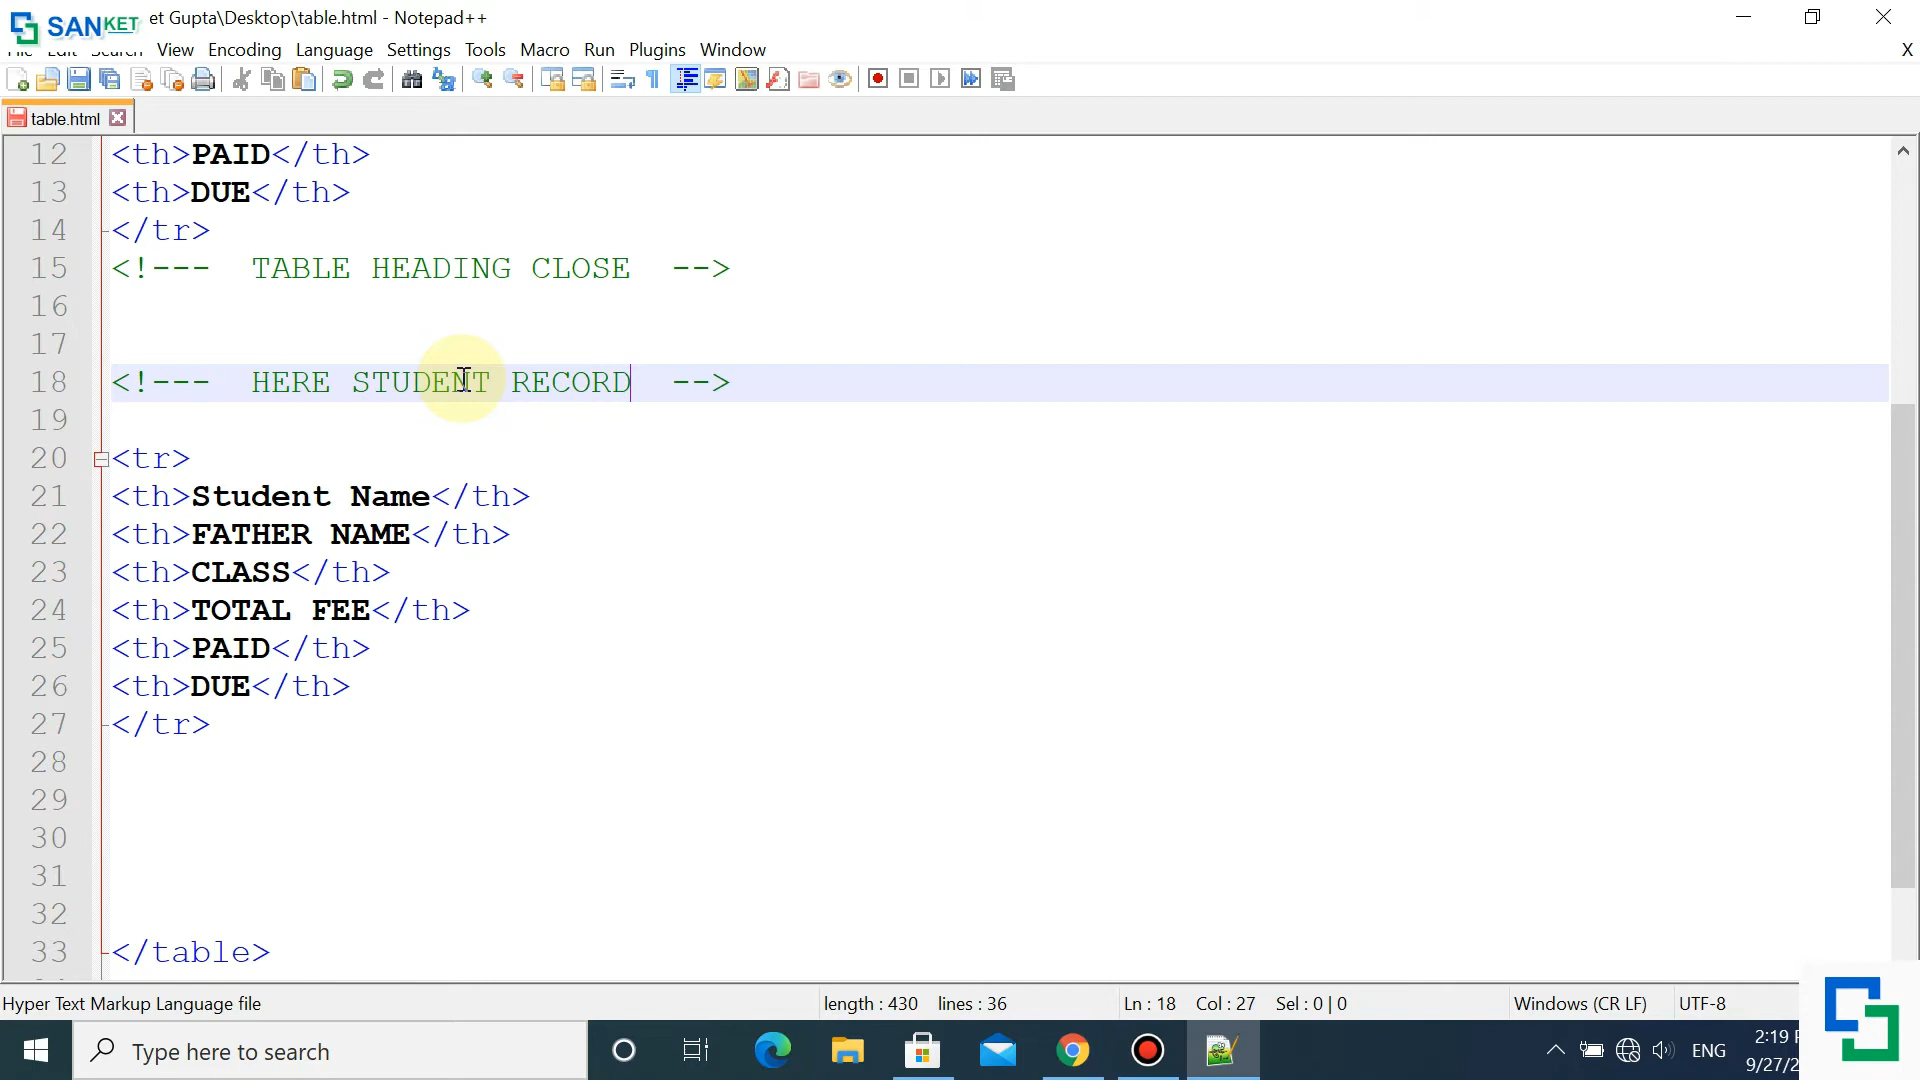 SANKET et Gupta\Desktop\table.html - Notepad++
View Encoding Language Settings Tools Macro Run Plugins Window X
table.html
12 <th>PAID</th>
13 <th>DUE</th>
14 </tr>
15 <!--- TABLE HEADING CLOSE -->
16
17
18 <!--- HERE STUDENT RECORD -->
19
20 <tr>
21 <th>Student Name</th>
22 <th>FATHER NAME</th>
23 <th>CLASS</th>
24 <th>TOTAL FEE</th>
25 <th>PAID</th>
26 <th>DUE</th>
27 </tr>
28
29
30
31
32
33 </table>
Hyper Text Markup Language file length : 430 lines : 36 Ln : 18 Col : 27 Sel : 0 | 0 Windows (CR LF) UTF-8
Type here to search ENG 2:19
9/27/2